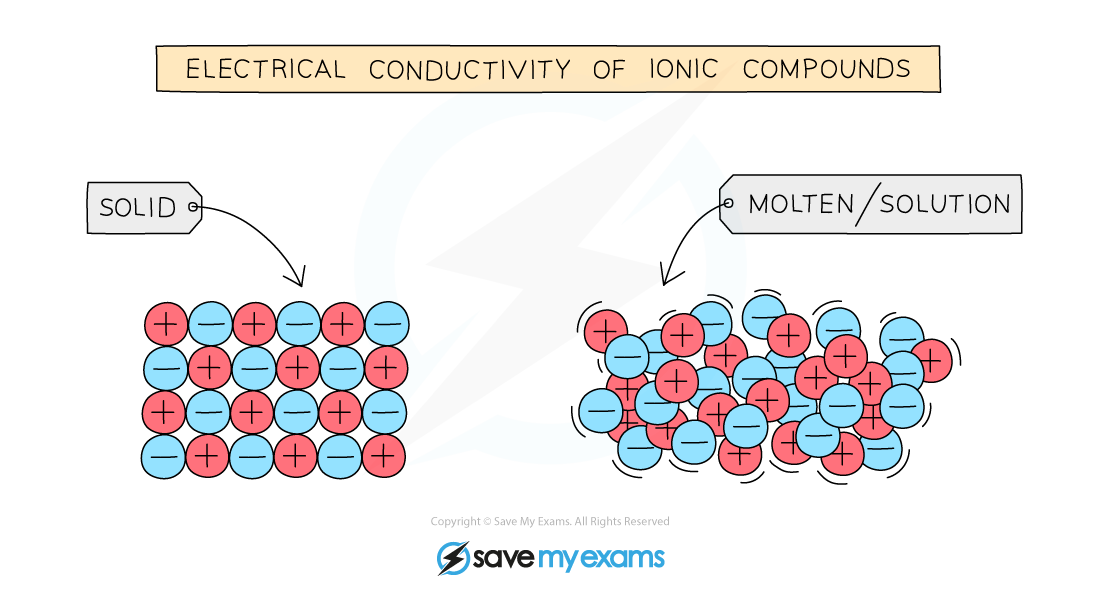 ELECTRICAL CONDUCTIVITY OF IONIC COMPOUNDS
SOLID
MOLTEN/SOLUTION
Copyright © Save My Exams. All Rights Reserved
save my exams